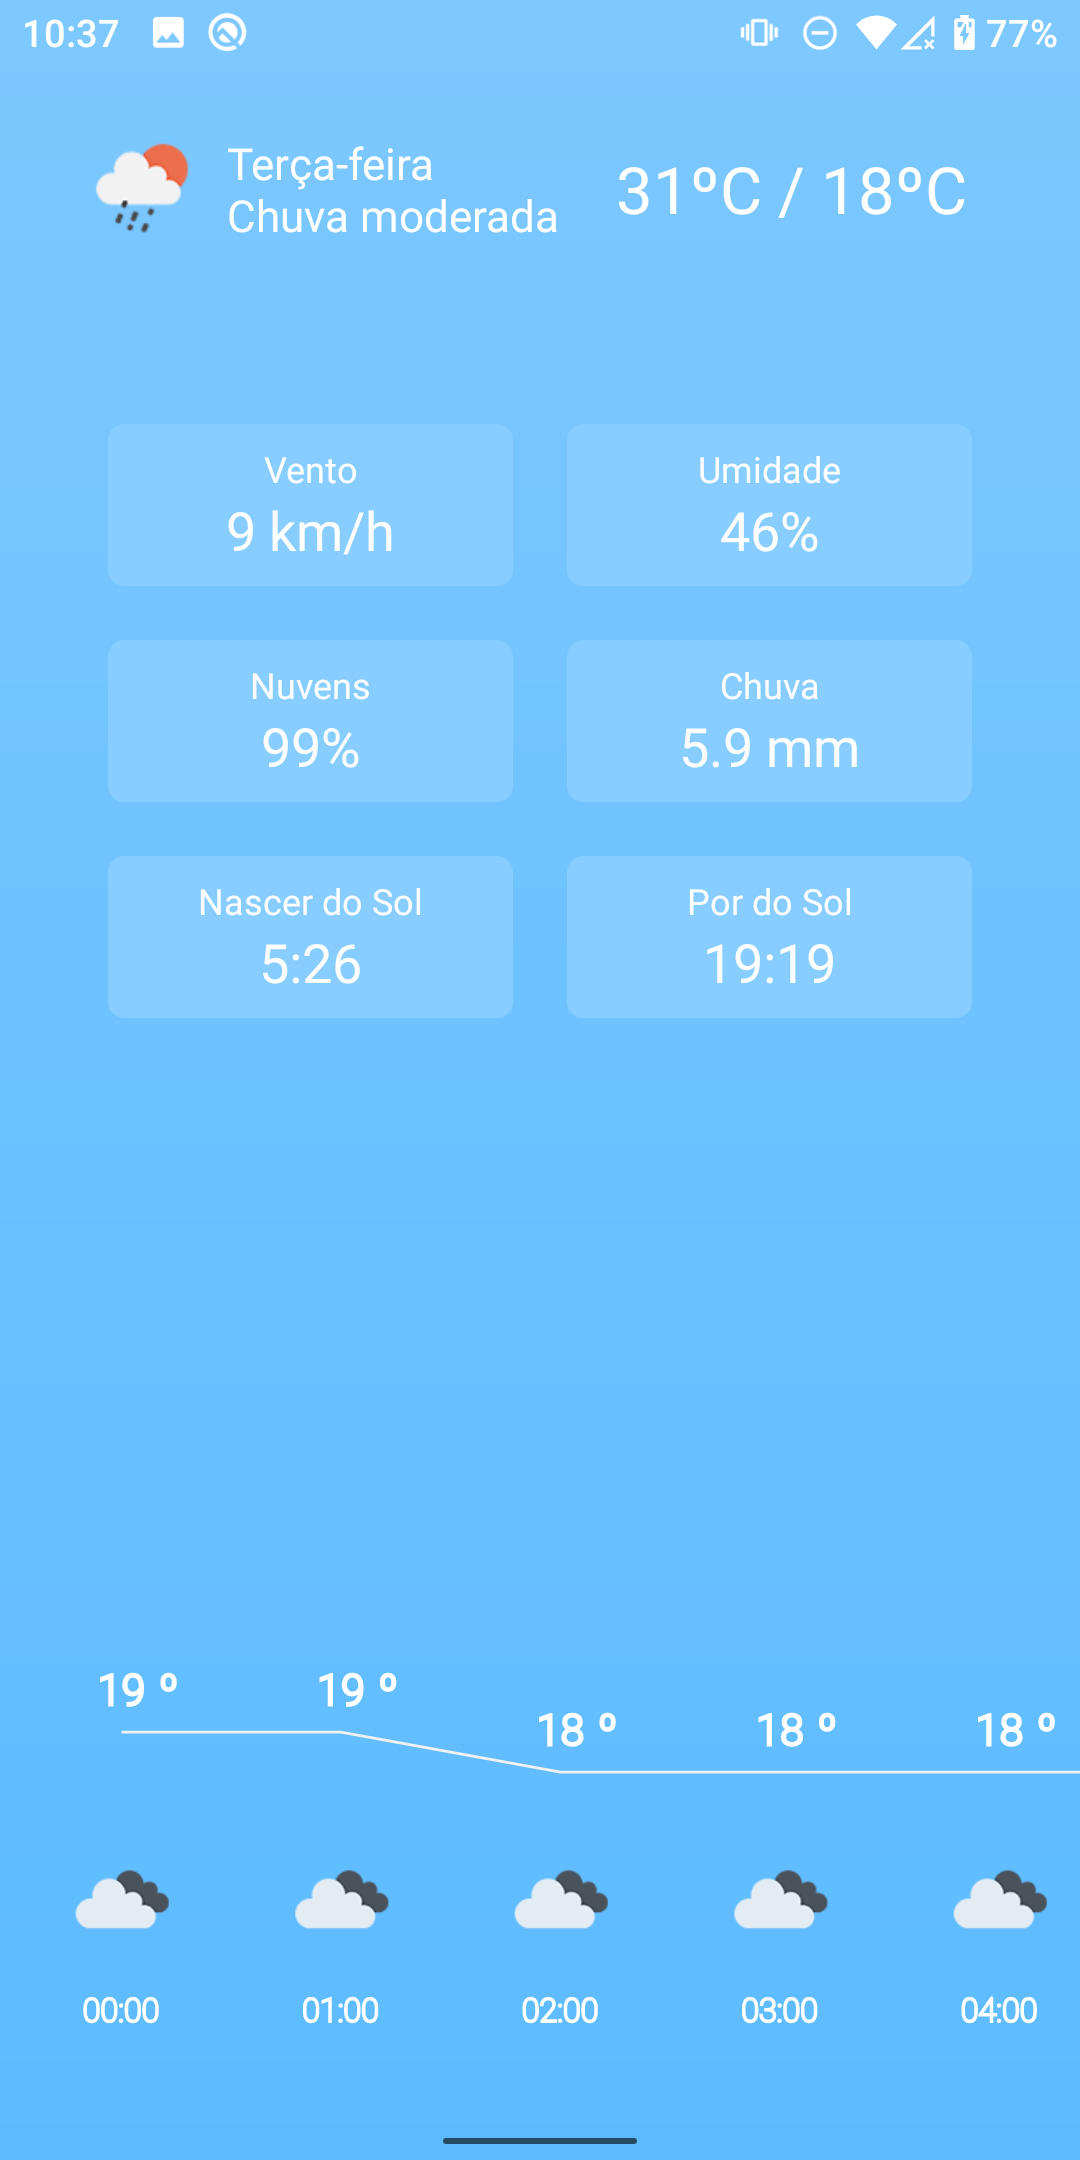 10:37 77%
Terça-feira
Chuva moderada
31ºC / 18ºC
Vento
9 km/h
Umidade
46%
Nuvens
99%
Chuva
5.9 mm
Nascer do Sol
5:26
Por do Sol
19:19
19 º 19 º 18 º 18 º 18 º
00:00 01:00 02:00 03:00 04:00